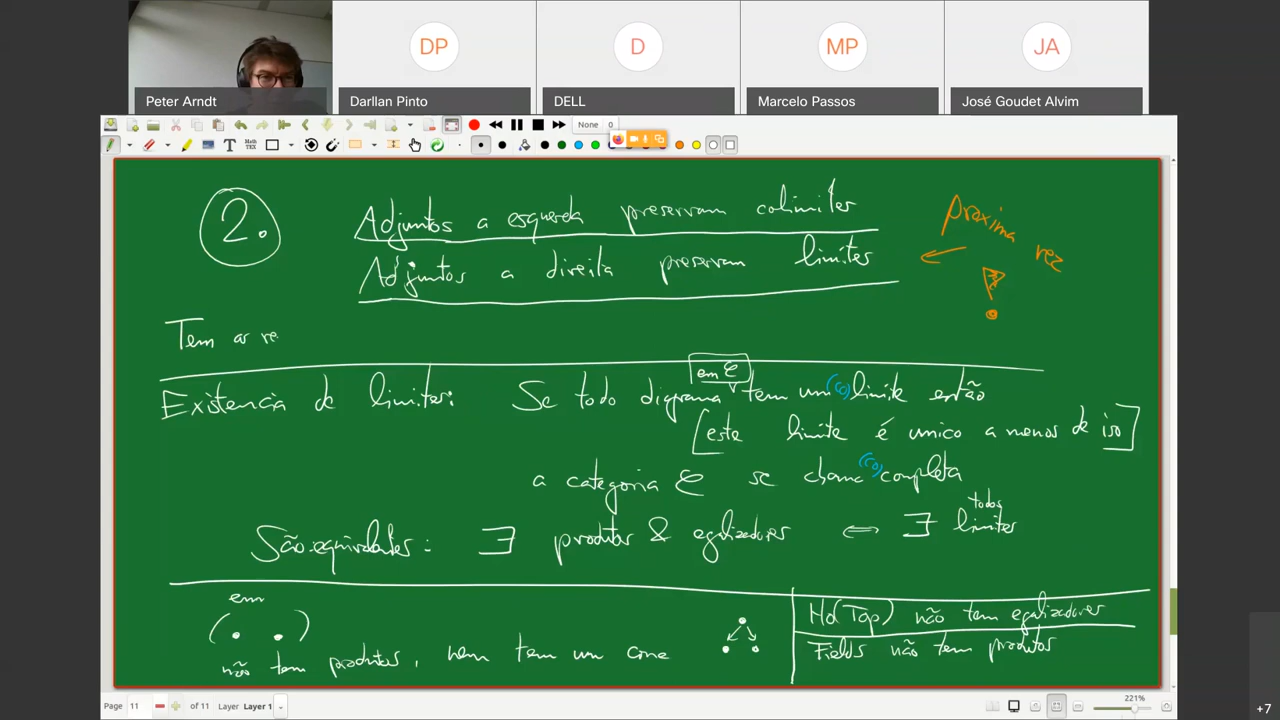 DP
D
MP
JA
Peter Arndt
Darllan Pinto
DELL
Marcelo Passos
José Goudet Alvim
None 0
2.
Adjuntos a esquerda preservam colimites
Adjuntos a direita preservam limites
proxima
vez
!
Tem as re
Existencia de limites: Se todo digrama em C tem um (co)limite estão
[este limite é unico a menos de iso]
a categoria C se chama (co)completa
São equivalentes: ∃ produtos & egalizadores ⟺ ∃ todos limites
em
( • • )
não tem produtos, nem tem um cone
Ho(Top) não tem egalizadores
Fields não tem produtos
Page 11 of 11 Layer Layer 1
221%
+7